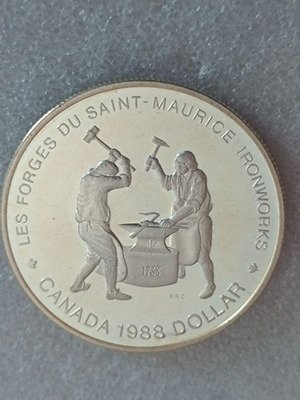 LES FORGES DU SAINT-MAURICE IRONWORKS
1738
CANADA 1988 DOLLAR